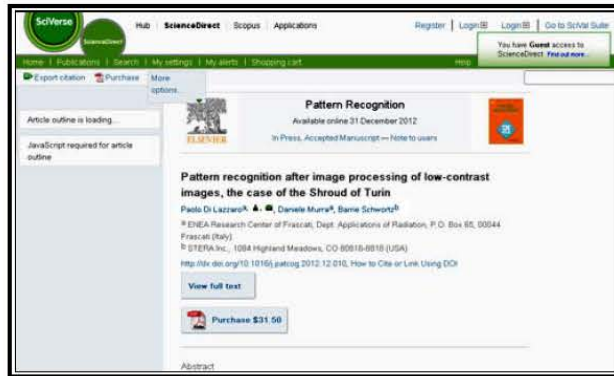 SciVerse
ScienceDirect
Hub | ScienceDirect | Scopus | Applications
Register | Login | Login | Go to SciVal Suite
You have Guest access to
ScienceDirect Find out more...
Home | Publications | Search | My settings | My alerts | Shopping cart
Help
Export citation Purchase More
options...
Article outline is loading...
JavaScript required for article
outline
ELSEVIER
Pattern Recognition
Available online 31 December 2012
In Press, Accepted Manuscript — Note to users
Pattern recognition after image processing of low-contrast
images, the case of the Shroud of Turin
Paolo Di Lazzaro a, Daniele Murra a, Barrie Schwortz b
a ENEA Research Center of Frascati, Dept. Applications of Radiation, P.O. Box 65, 00044
Frascati (Italy)
b STERA Inc., 1084 Highland Meadows, CO 80818-8818 (USA)
http://dx.doi.org/10.1016/j.patcog.2012.12.010, How to Cite or Link Using DOI
View full text
Purchase $31.50
Abstract